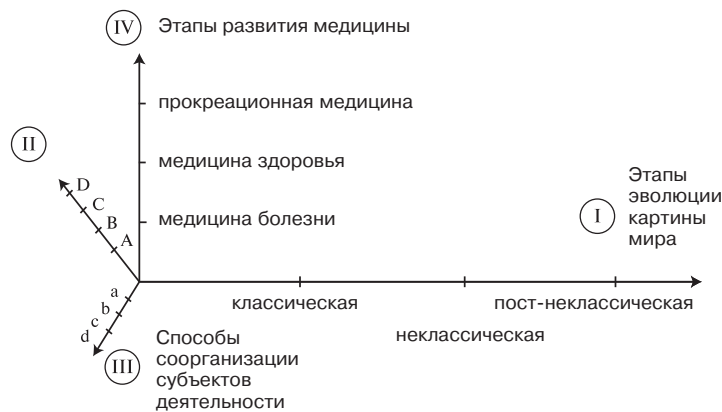 IV Этапы развития медицины
прокреационная медицина
II
медицина здоровья
D
C
B
A
медицина болезни
Этапы
эволюции
I картины
мира
a
b
c
d
классическая
пост-неклассическая
неклассическая
III
Способы
соорганизации
субъектов
деятельности